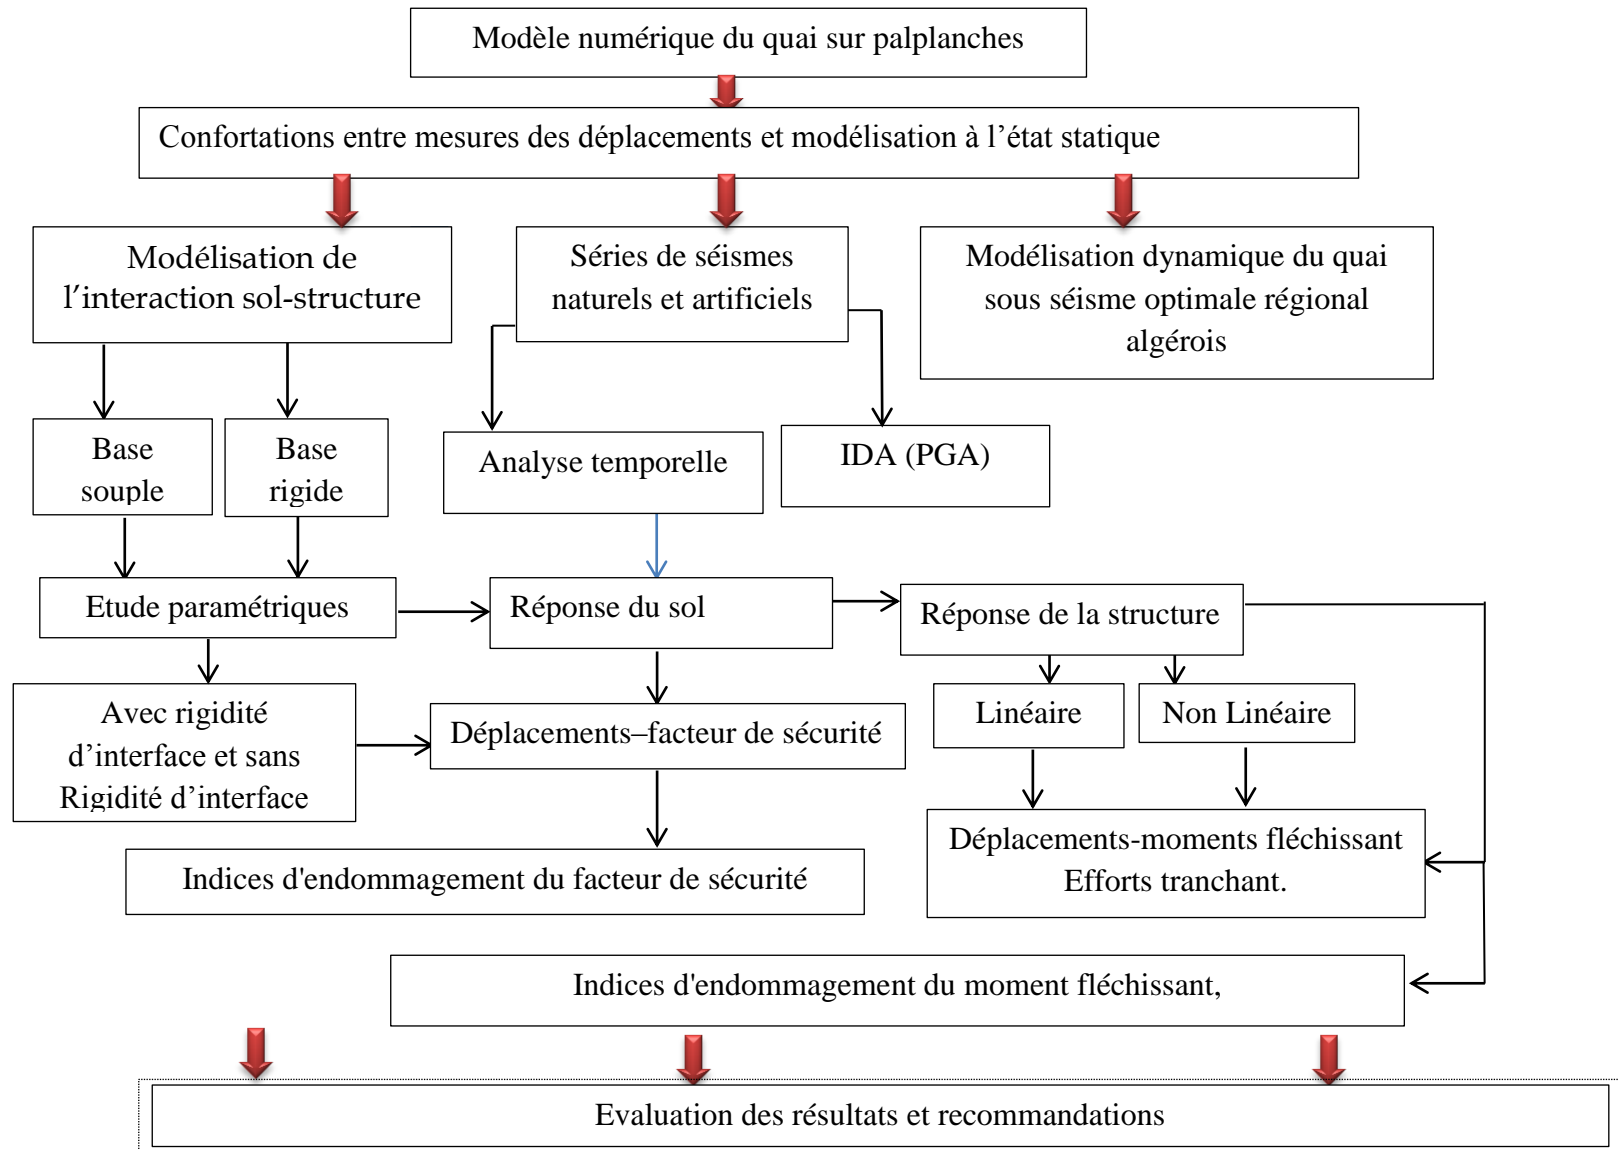 Modèle numérique du quai sur palplanches
Confortations entre mesures des déplacements et modélisation à l’état statique
Modélisation de
l’interaction sol-structure
Séries de séismes
naturels et artificiels
Modélisation dynamique du quai
sous séisme optimale régional
algérois
Base
souple
Base
rigide
Analyse temporelle
IDA (PGA)
Etude paramétriques
Réponse du sol
Réponse de la structure
Avec rigidité
d’interface et sans
Rigidité d’interface
Déplacements–facteur de sécurité
Linéaire
Non Linéaire
Déplacements-moments fléchissant
Efforts tranchant.
Indices d'endommagement du facteur de sécurité
Indices d'endommagement du moment fléchissant,
Evaluation des résultats et recommandations